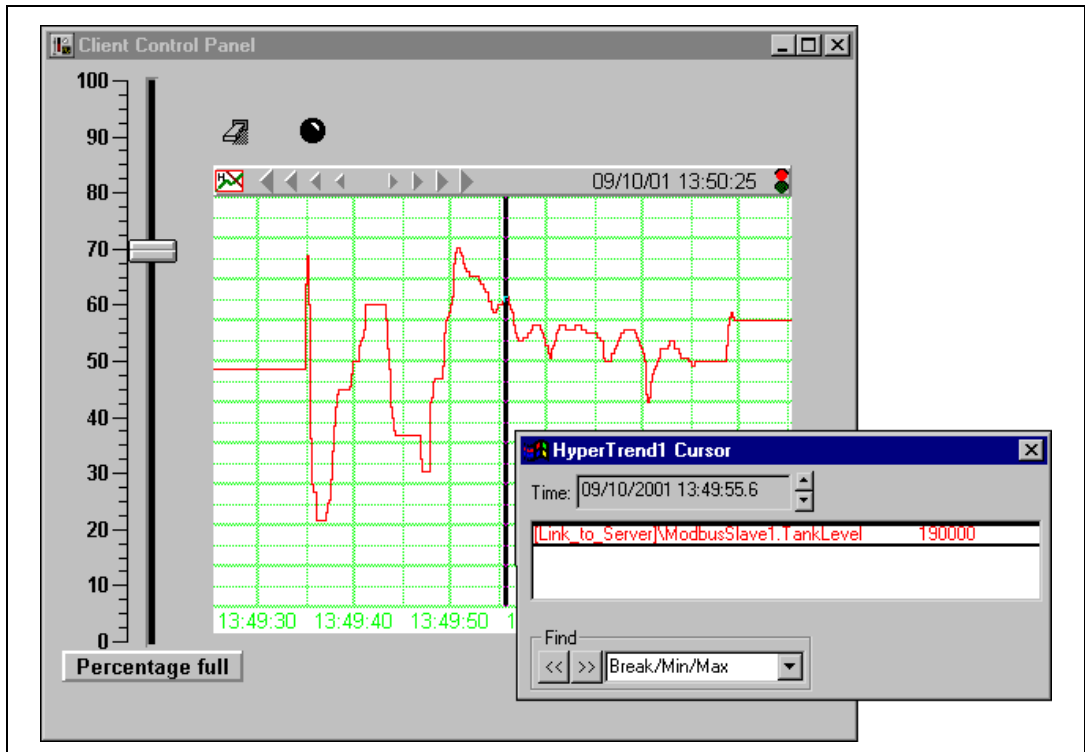 Client Control Panel
100
90
80
70
60
50
40
30
20
10
0
Percentage full
H
09/10/01 13:50:25
13:49:30 13:49:40 13:49:50 1
HyperTrend1 Cursor
Time: 09/10/2001 13:49:55.6
[Link_to_Server]\ModbusSlave1.TankLevel 190000
Find
<< >> Break/Min/Max